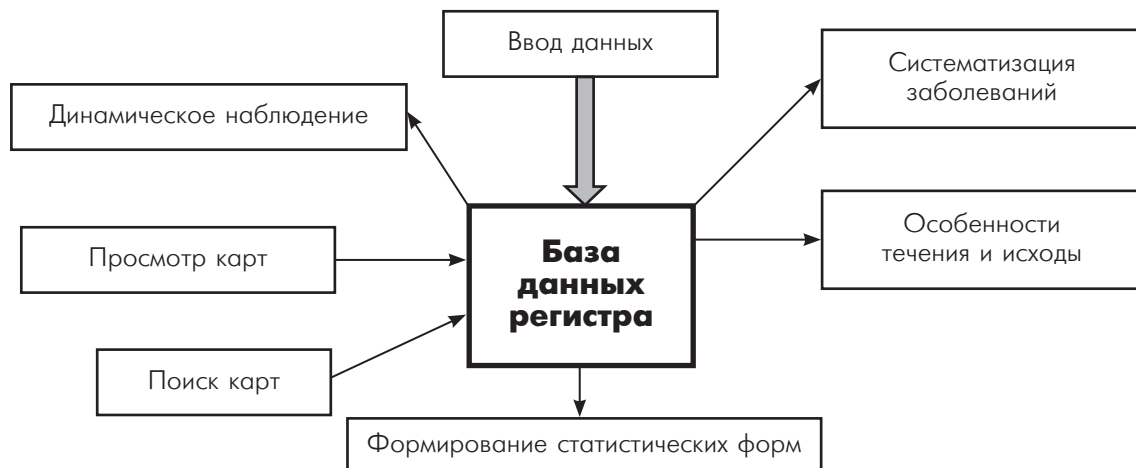 Ввод данных
Систематизация
заболеваний
Динамическое наблюдение
Особенности
течения и исходы
Просмотр карт
База
данных
регистра
Поиск карт
Формирование статистических форм